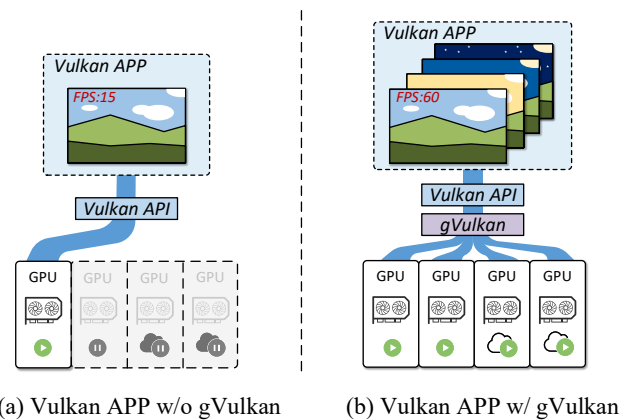 Vulkan APP
FPS:15
Vulkan API
GPU
GPU
GPU
GPU
(a) Vulkan APP w/o gVulkan
Vulkan APP
FPS:60
Vulkan API
gVulkan
GPU
GPU
GPU
GPU
(b) Vulkan APP w/ gVulkan